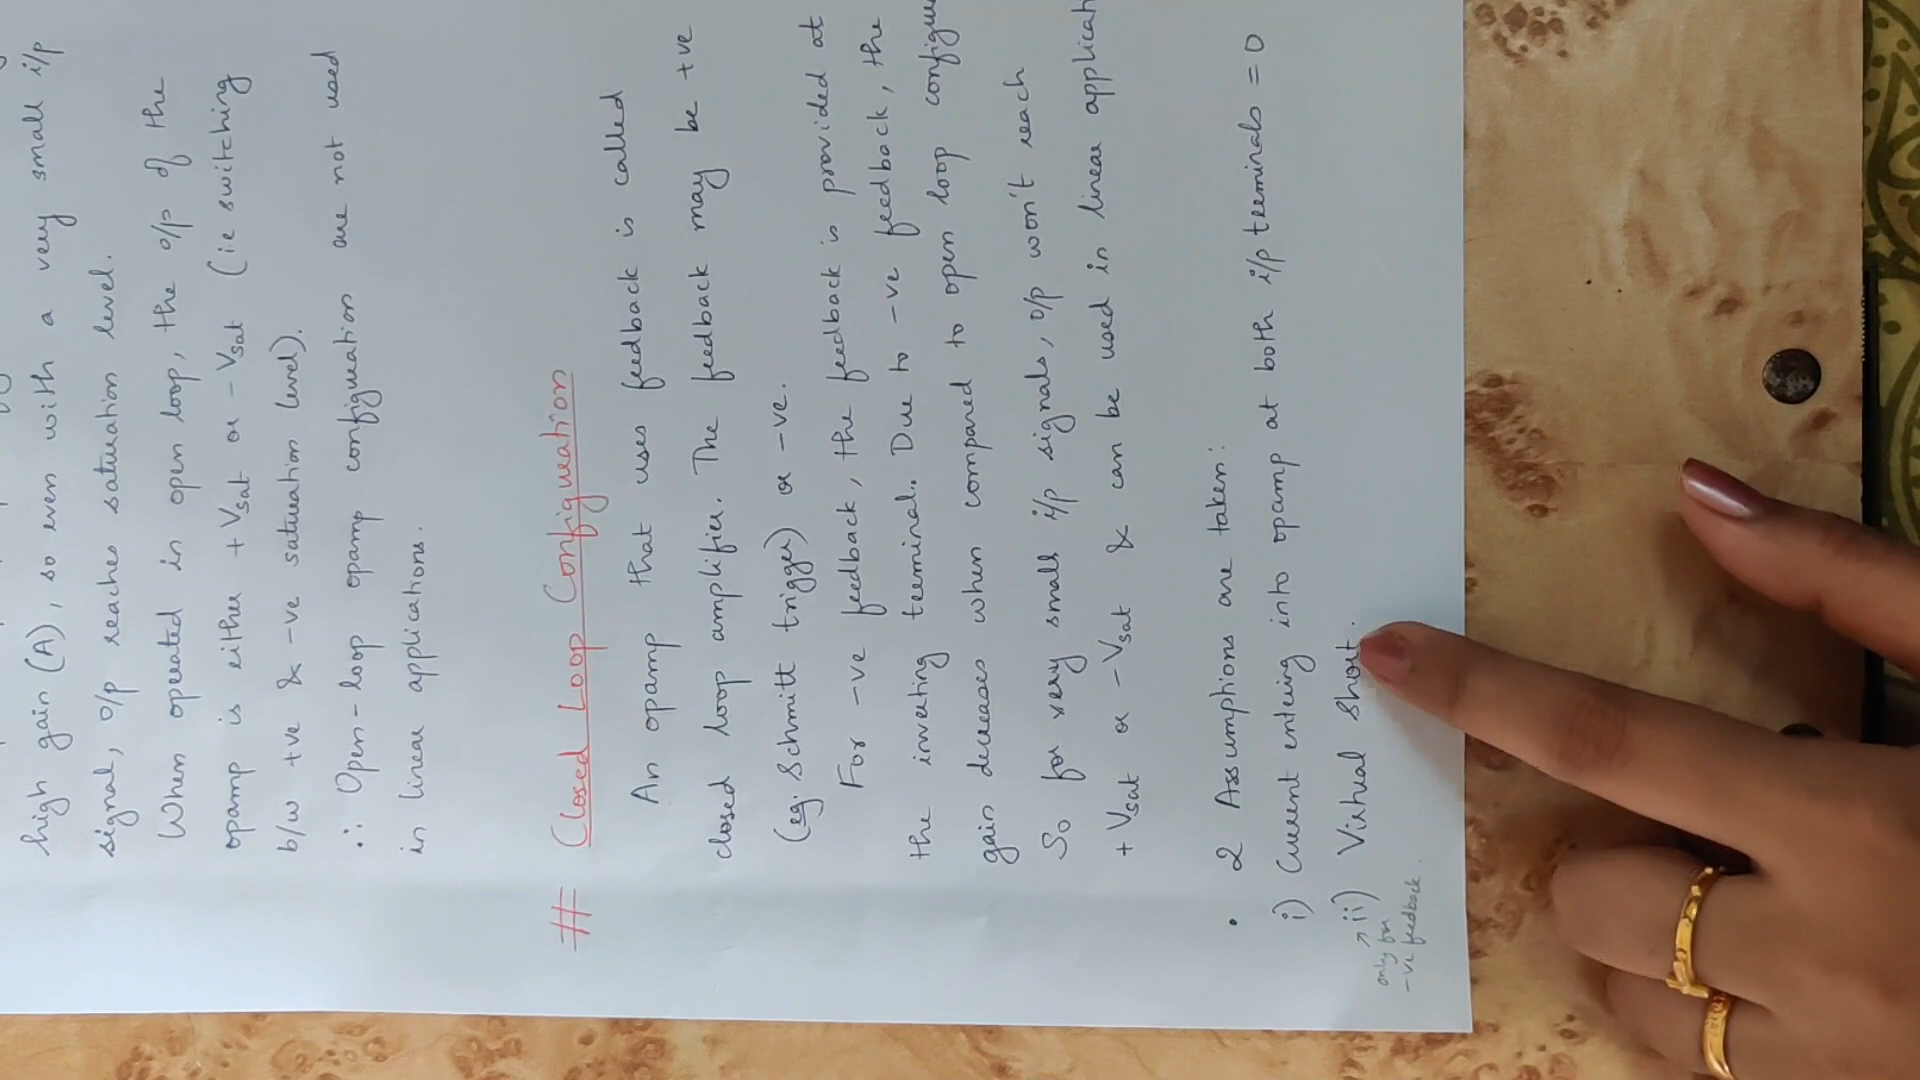 high gain (A), so even with a very small i/p
signal, o/p reaches saturation level.
When operated in open loop, the o/p of the
opamp is either +Vsat or -Vsat (ie switching
b/w +ve & -ve saturation level).
∴ Open-loop opamp configuration are not used
in linear applications.
# Closed Loop Configuration
An opamp that uses feedback is called
closed loop amplifier. The feedback may be +ve
(eg. Schmitt trigger) or -ve.
For -ve feedback, the feedback is provided at
the inverting terminal. Due to -ve feedback, the
gain decreases when compared to open loop configur
So for very small i/p signals, o/p won't reach
+Vsat or -Vsat & can be used in linear applicati
• 2 Assumptions are taken:
i) Current entering into opamp at both i/p terminals = 0
ii) Virtual Short.
↗ only for
-ve feedback.